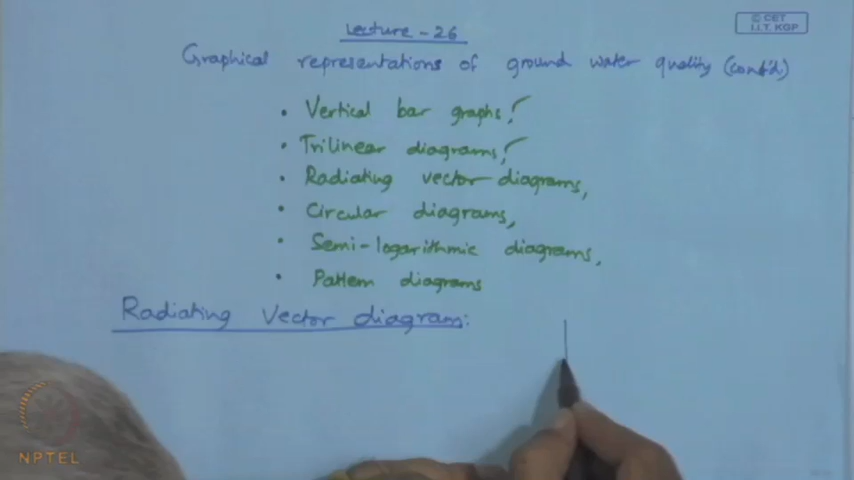 © CET
I.I.T. KGP
Lecture-26
Graphical representations of ground water quality (contd.)
• Vertical bar graphs,
• Trilinear diagrams,
• Radiating vector diagrams,
• Circular diagrams,
• Semi-logarithmic diagrams,
• Pattern diagrams
Radiating Vector diagram:
NPTEL